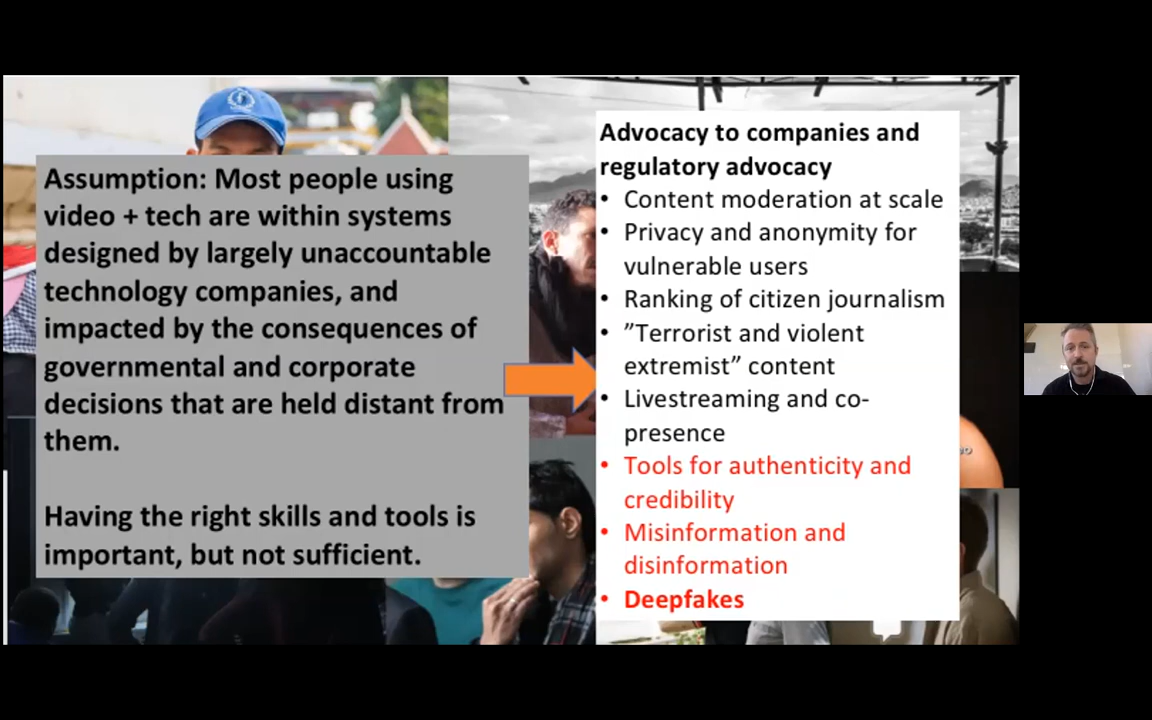 Assumption: Most people using
video + tech are within systems
designed by largely unaccountable
technology companies, and
impacted by the consequences of
governmental and corporate
decisions that are held distant from
them.
Having the right skills and tools is
important, but not sufficient.
Advocacy to companies and
regulatory advocacy
• Content moderation at scale
• Privacy and anonymity for
vulnerable users
• Ranking of citizen journalism
• ”Terrorist and violent
extremist” content
• Livestreaming and co-
presence
• Tools for authenticity and
credibility
• Misinformation and
disinformation
• Deepfakes